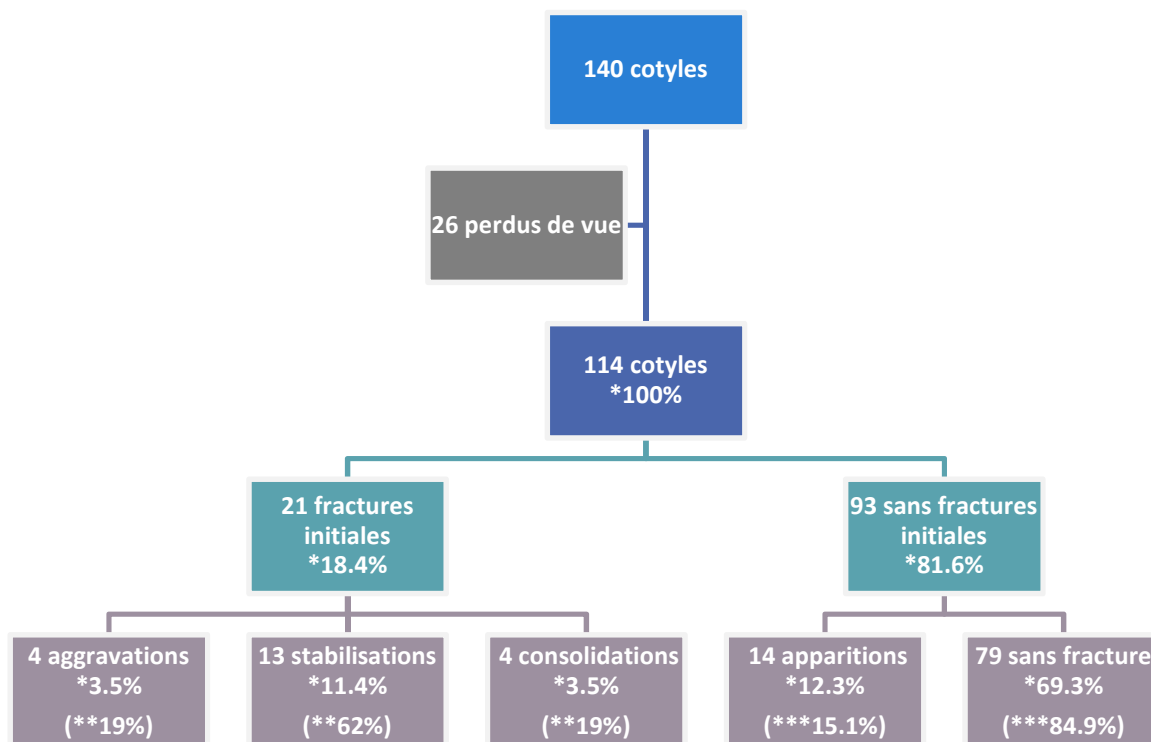 140 cotyles
26 perdus de vue
114 cotyles
*100%
21 fractures
initiales
*18.4%
93 sans fractures
initiales
*81.6%
4 aggravations
*3.5%
(**19%)
13 stabilisations
*11.4%
(**62%)
4 consolidations
*3.5%
(**19%)
14 apparitions
*12.3%
(***15.1%)
79 sans fracture
*69.3%
(***84.9%)